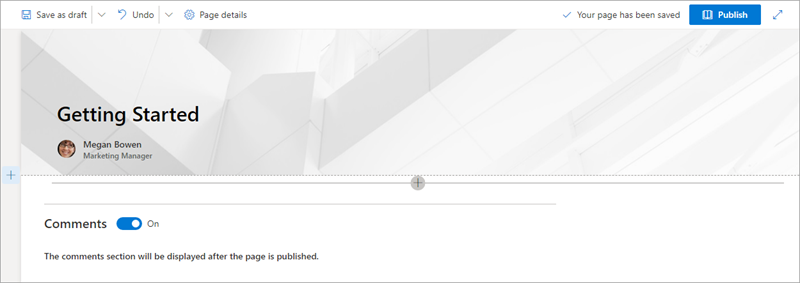 Save as draft Undo Page details Your page has been saved Publish
Getting Started
Megan Bowen
Marketing Manager
Comments On
The comments section will be displayed after the page is published.